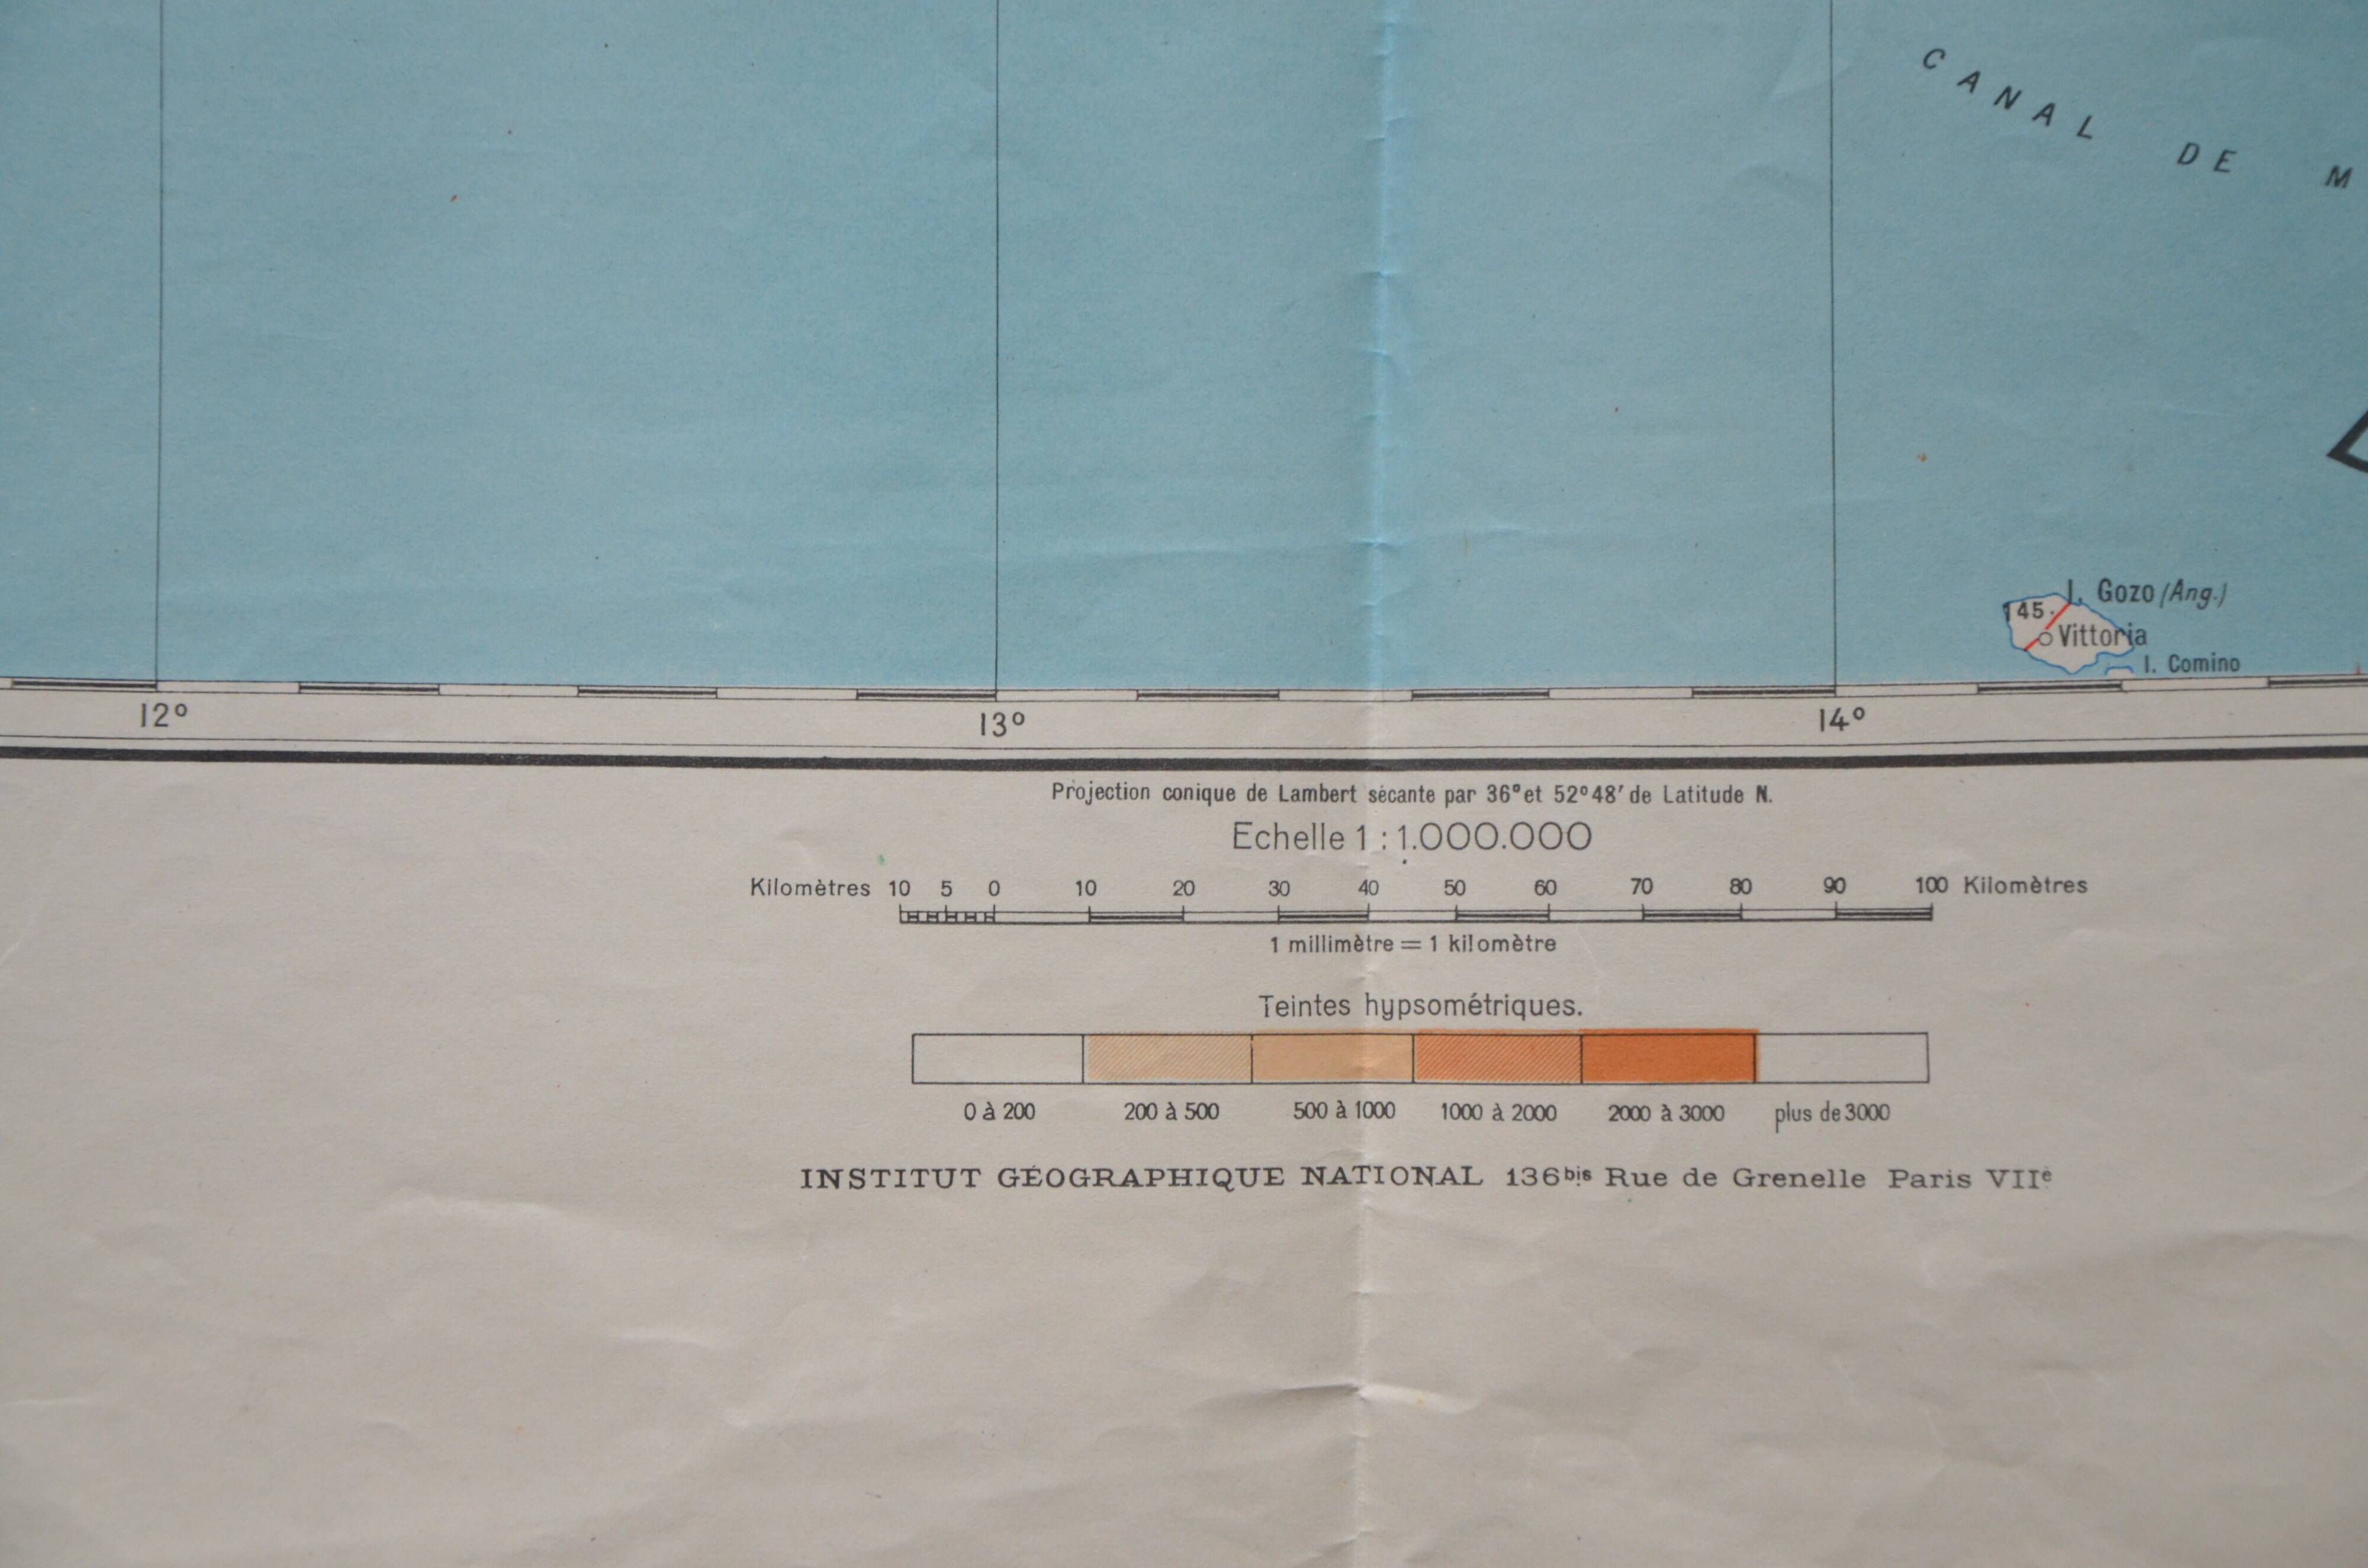 CANAL DE M
I. Gozo (Ang.)
145
Vittoria
I. Comino
12° 13° 14°
Projection conique de Lambert sécante par 36° et 52°48' de Latitude N.
Echelle 1 : 1.000.000
Kilomètres 10 5 0 10 20 30 40 50 60 70 80 90 100 Kilomètres
1 millimètre = 1 kilomètre
Teintes hypsométriques.
0 à 200 200 à 500 500 à 1000 1000 à 2000 2000 à 3000 plus de 3000
INSTITUT GÉOGRAPHIQUE NATIONAL 136bis Rue de Grenelle Paris VIIe